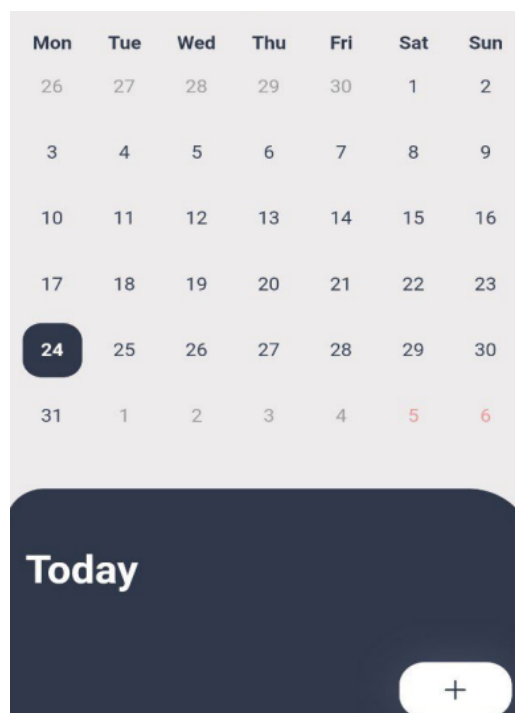 Mon Tue Wed Thu Fri Sat Sun
26 27 28 29 30 1 2
3 4 5 6 7 8 9
10 11 12 13 14 15 16
17 18 19 20 21 22 23
24 25 26 27 28 29 30
31 1 2 3 4 5 6
Today
+